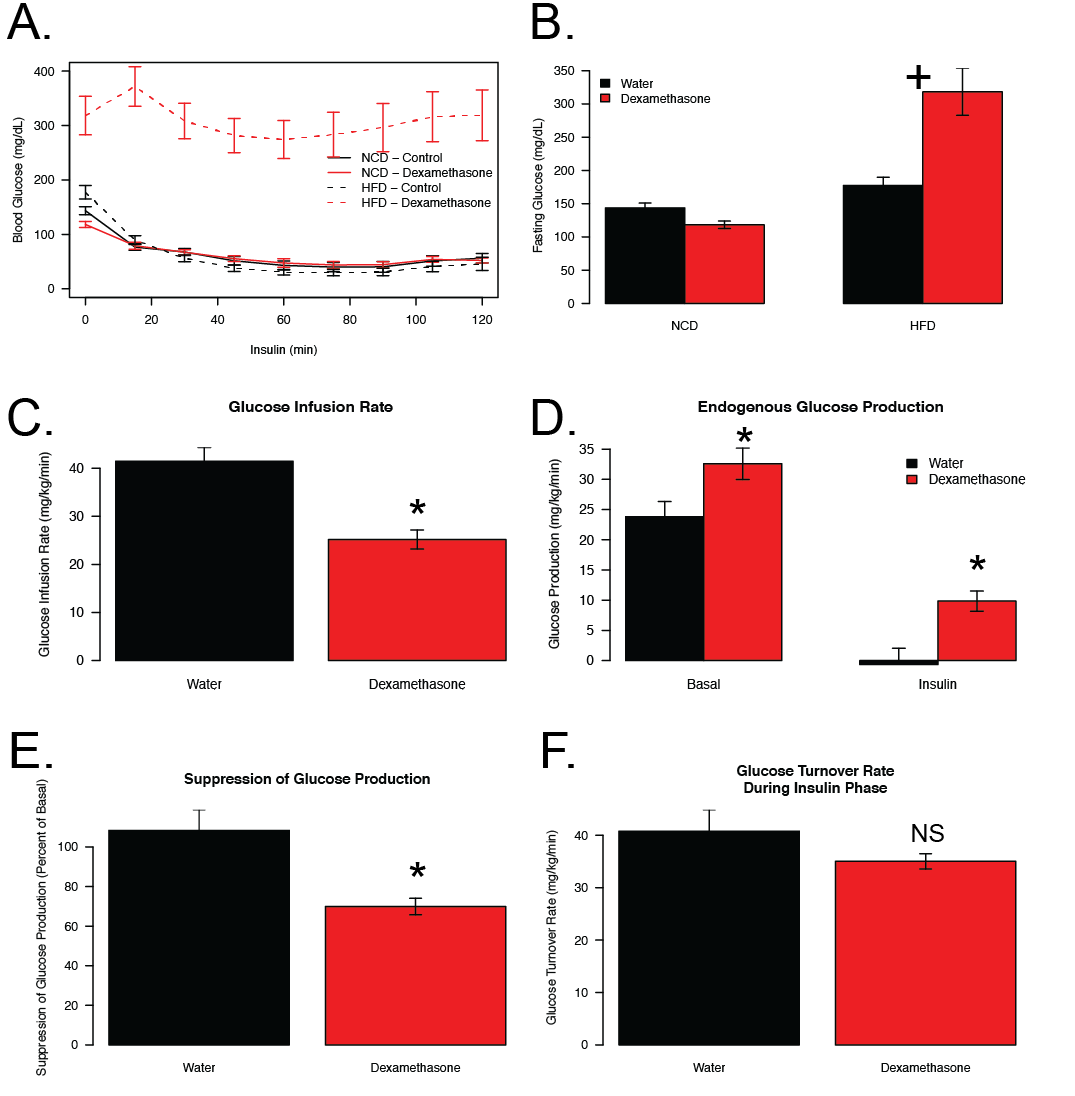 A.
Blood Glucose (mg/dL)
400
300
200
100
0
NCD – Control
NCD – Dexamethasone
HFD – Control
HFD – Dexamethasone
0 20 40 60 80 100 120
Insulin (min)
B.
Fasting Glucose (mg/dL)
350
300
250
200
150
100
50
0
Water
Dexamethasone
+
NCD HFD
C.
Glucose Infusion Rate
Glucose Infusion Rate (mg/kg/min)
40
30
20
10
0
*
Water Dexamethasone
D.
Endogenous Glucose Production
Glucose Production (mg/kg/min)
35
30
25
20
15
10
5
0
*
*
Water
Dexamethasone
Basal Insulin
E.
Suppression of Glucose Production
Suppression of Glucose Production (Percent of Basal)
100
80
60
40
20
0
*
Water Dexamethasone
F.
Glucose Turnover Rate
During Insulin Phase
Glucose Turnover Rate (mg/kg/min)
40
30
20
10
0
NS
Water Dexamethasone